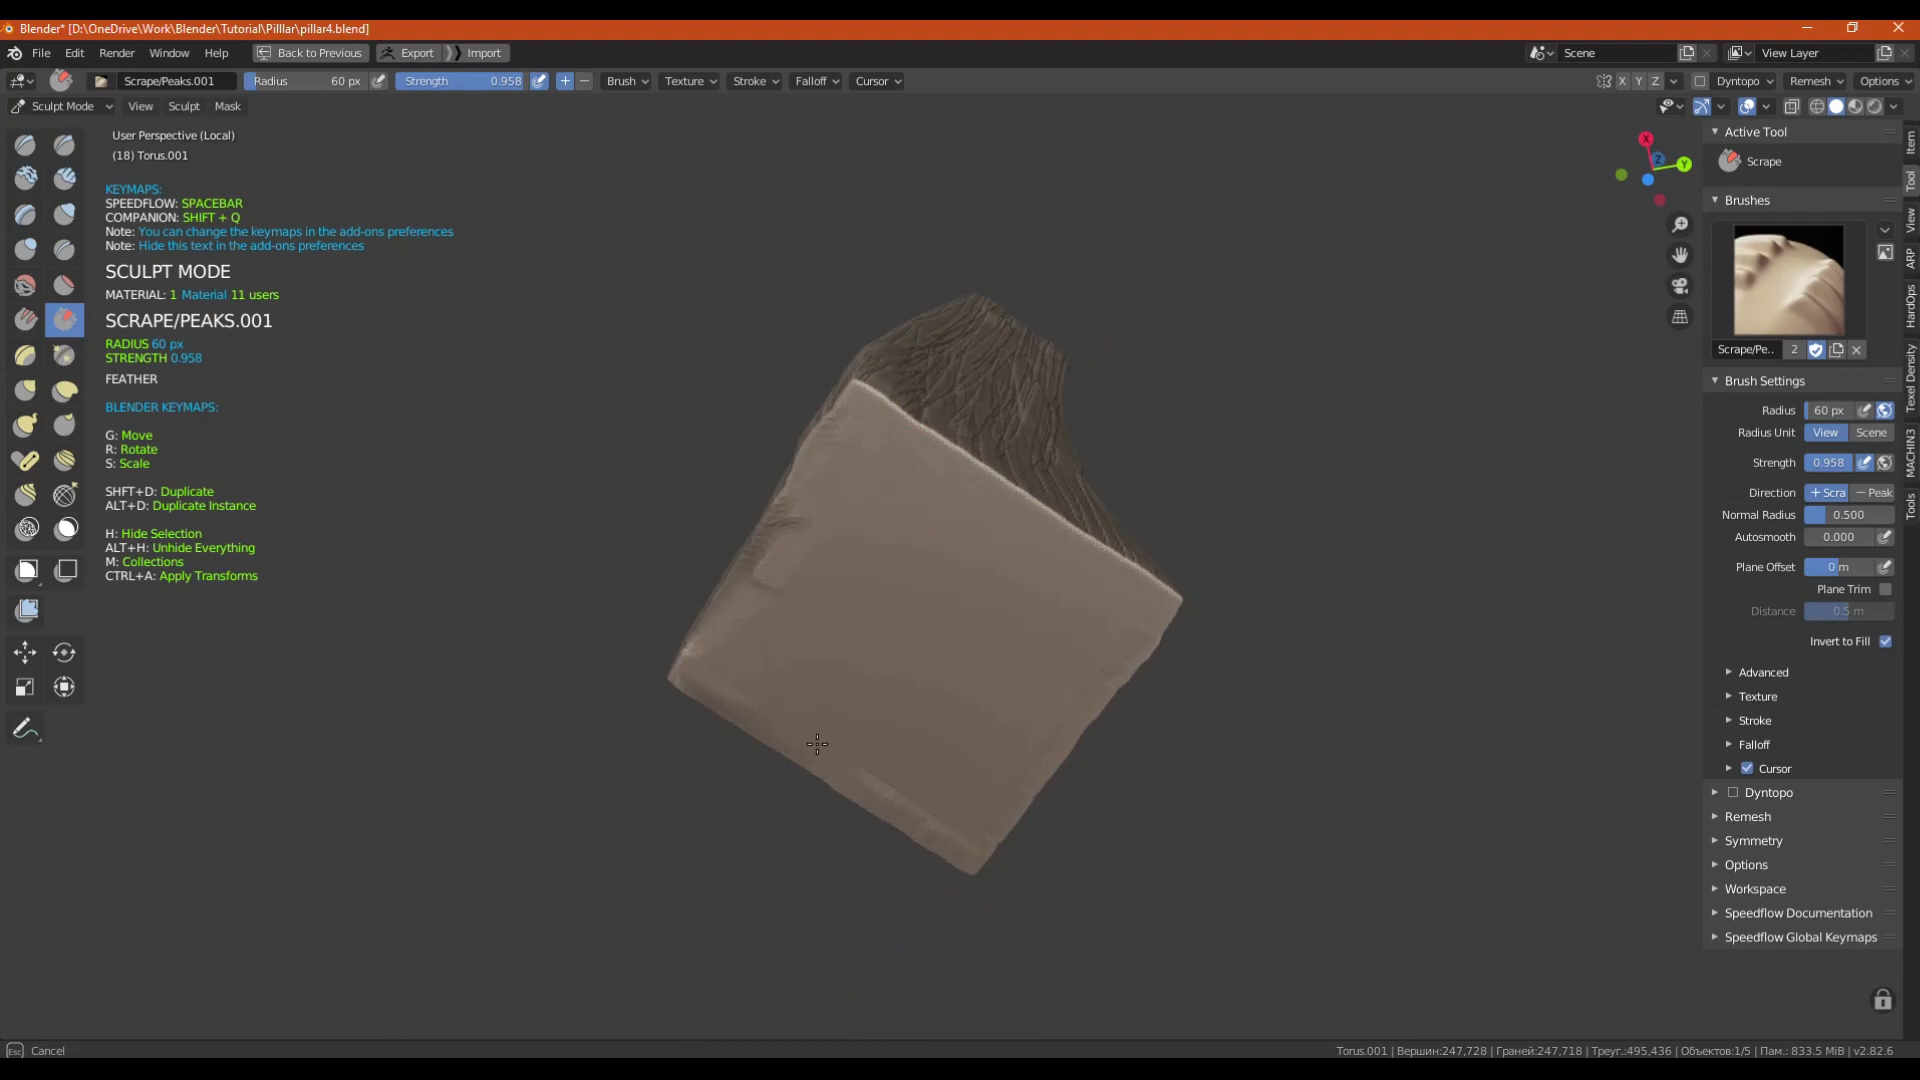 Blender* [D:\OneDrive\Work\Blender\Tutorial\Pilllar\pillar4.blend]
File Edit Render Window Help Back to Previous Export Import Scene View Layer
Scrape/Peaks.001 Radius 60 px Strength 0.958 Brush Texture Stroke Falloff Cursor X Y Z Dyntopo Remesh Options
Sculpt Mode View Sculpt Mask
User Perspective (Local)
(18) Torus.001
KEYMAPS:
SPEEDFLOW: SPACEBAR
COMPANION: SHIFT + Q
Note: You can change the keymaps in the add-ons preferences
Note: Hide this text in the add-ons preferences
SCULPT MODE
MATERIAL: 1 Material 11 users
SCRAPE/PEAKS.001
RADIUS 60 px
STRENGTH 0.958
FEATHER
BLENDER KEYMAPS:
G: Move
R: Rotate
S: Scale
SHFT+D: Duplicate
ALT+D: Duplicate Instance
H: Hide Selection
ALT+H: Unhide Everything
M: Collections
CTRL+A: Apply Transforms
X
Y
Z
Active Tool
Scrape
Brushes
Scrape/Pe.. 2
Brush Settings
Radius 60 px
Radius Unit View Scene
Strength 0.958
Direction + Scra − Peak
Normal Radius 0.500
Autosmooth 0.000
Plane Offset 0 m
Plane Trim
Distance 0.5 m
Invert to Fill
Advanced
Texture
Stroke
Falloff
Cursor
Dyntopo
Remesh
Symmetry
Options
Workspace
Speedflow Documentation
Speedflow Global Keymaps
Item
Tool
View
ARP
HardOps
Texel Density
MACHIN3
Tools
Esc Cancel
Torus.001 | Вершин:247,728 | Граней:247,718 | Треуг.:495,436 | Объектов:1/5 | Пам.: 833.5 MiB | v2.82.6